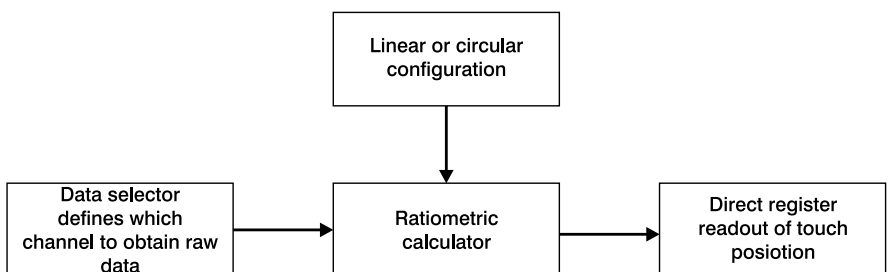 Linear or circular
configuration
Data selector
defines which
channel to obtain raw
data
Ratiometric
calculator
Direct register
readout of touch
posiotion